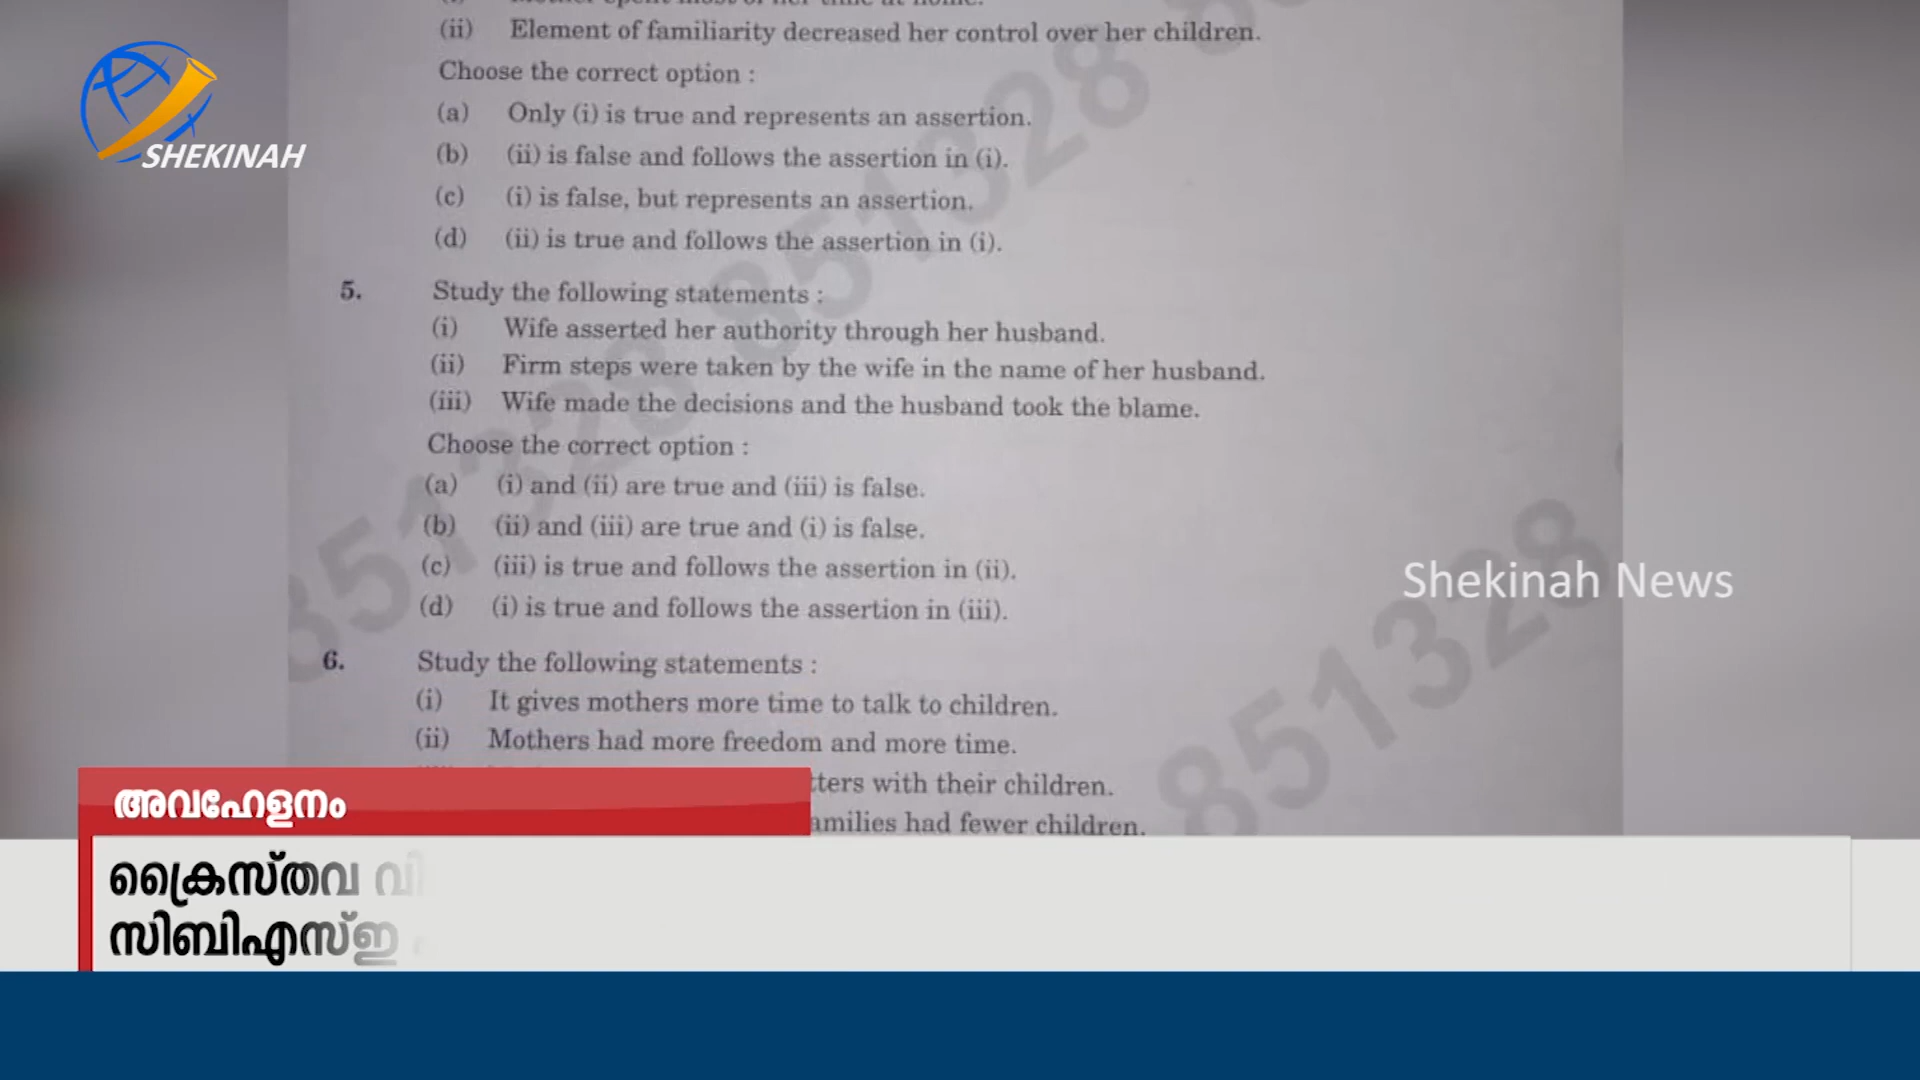 (ii) Element of familiarity decreased her control over her children.
Choose the correct option :
(a) Only (i) is true and represents an assertion.
(b) (ii) is false and follows the assertion in (i).
(c) (i) is false, but represents an assertion.
(d) (ii) is true and follows the assertion in (i).
5. Study the following statements :
(i) Wife asserted her authority through her husband.
(ii) Firm steps were taken by the wife in the name of her husband.
(iii) Wife made the decisions and the husband took the blame.
Choose the correct option :
(a) (i) and (ii) are true and (iii) is false.
(b) (ii) and (iii) are true and (i) is false.
(c) (iii) is true and follows the assertion in (ii).
(d) (i) is true and follows the assertion in (iii).
6. Study the following statements :
(i) It gives mothers more time to talk to children.
(ii) Mothers had more freedom and more time.
with their children.
had fewer children.
851328 851328
851328
SHEKINAH
Shekinah News
അവഹേളനം
ക്രൈസ്തവ
സിബിഎസ്ഇ